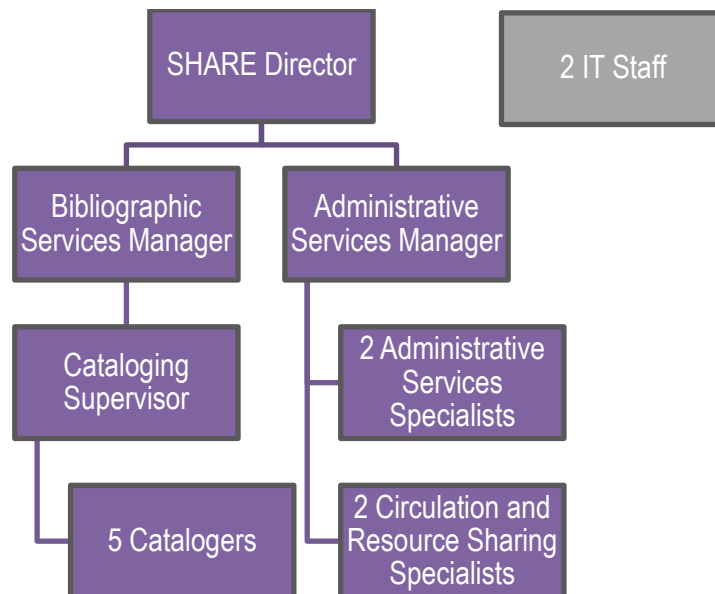 SHARE Director
2 IT Staff
Bibliographic
Services Manager
Administrative
Services Manager
Cataloging
Supervisor
2 Administrative
Services
Specialists
5 Catalogers
2 Circulation and
Resource Sharing
Specialists